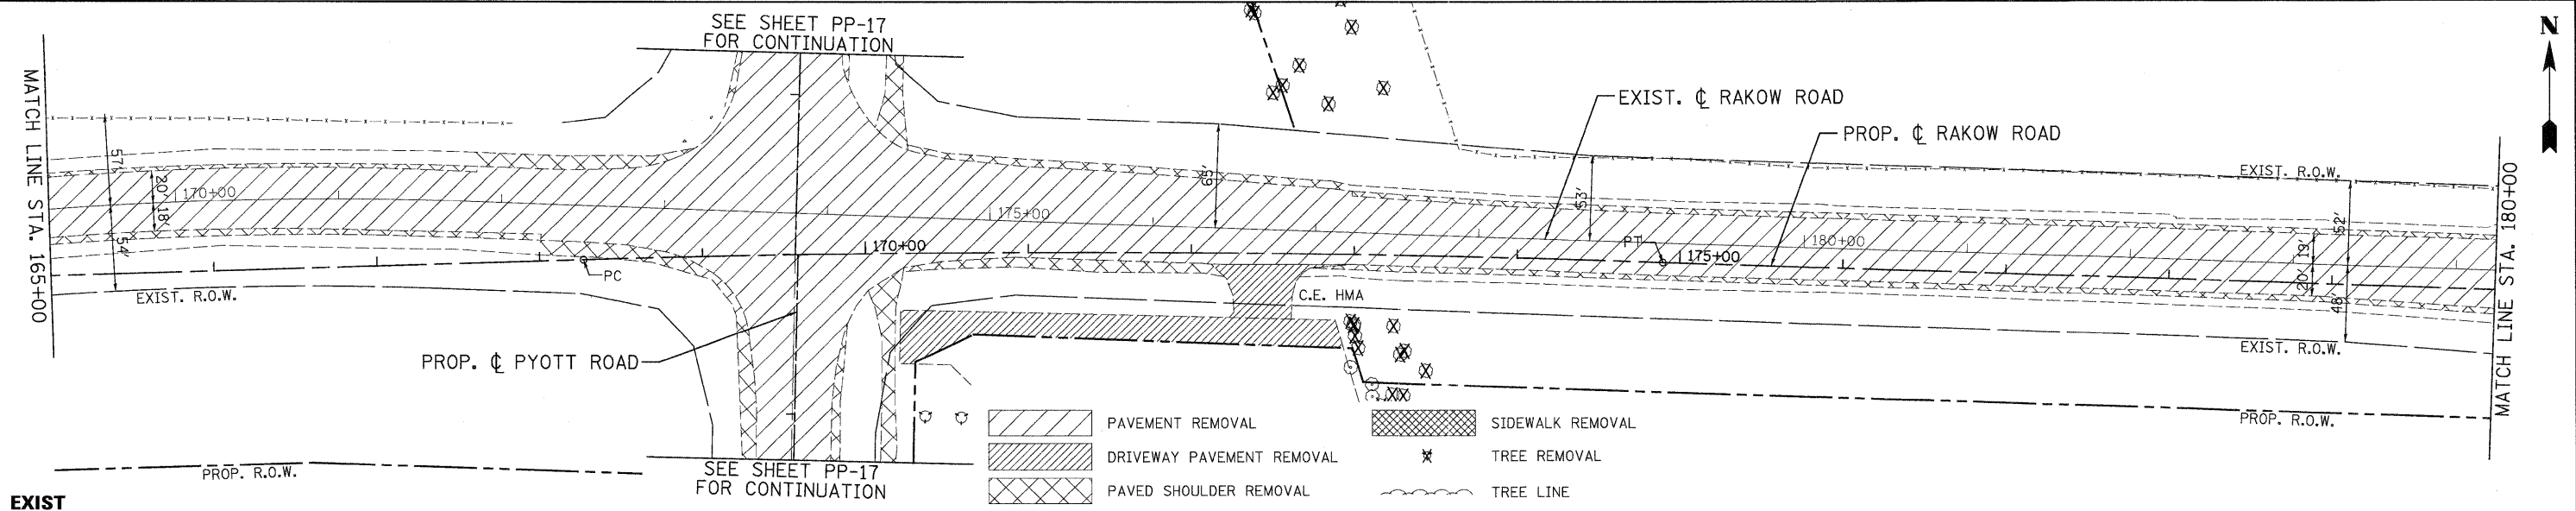 SEE SHEET PP-17
FOR CONTINUATION
N
MATCH LINE STA. 165+00
EXIST. ℄ RAKOW ROAD
PROP. ℄ RAKOW ROAD
57'
20'
18'
54'
170+00
175+00
65'
53'
180+00
EXIST. R.O.W.
52'
19'
20'
48'
MATCH LINE STA. 180+00
170+00
PT
175+00
PC
EXIST. R.O.W.
C.E. HMA
EXIST. R.O.W.
PROP. ℄ PYOTT ROAD
PROP. R.O.W.
PAVEMENT REMOVAL
DRIVEWAY PAVEMENT REMOVAL
PAVED SHOULDER REMOVAL
SIDEWALK REMOVAL
TREE REMOVAL
TREE LINE
PROP. R.O.W.
SEE SHEET PP-17
FOR CONTINUATION
EXIST